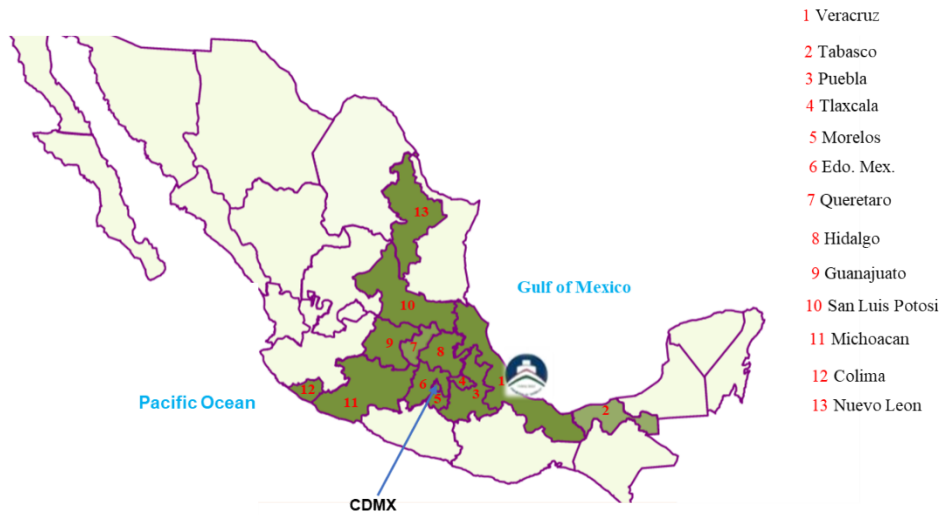 1 Veracruz
2 Tabasco
3 Puebla
4 Tlaxcala
5 Morelos
6 Edo. Mex.
7 Queretaro
8 Hidalgo
9 Guanajuato
10 San Luis Potosi
11 Michoacan
12 Colima
13 Nuevo Leon
13
Gulf of Mexico
10
9
7
8
6
4
1
12
5
3
11
2
Pacific Ocean
CDMX